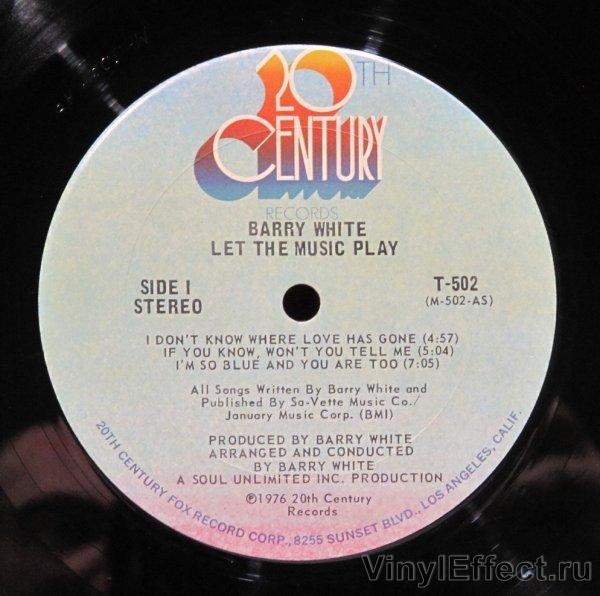 20TH
CENTURY
RECORDS
BARRY WHITE
LET THE MUSIC PLAY
SIDE 1
STEREO
T-502
(M-502-AS)
I DON'T KNOW WHERE LOVE HAS GONE (4:57)
IF YOU KNOW, WON'T YOU TELL ME (5:04)
I'M SO BLUE AND YOU ARE TOO (7:05)
All Songs Written By Barry White and
Published By Sa-Vette Music Co./
January Music Corp. (BMI)
PRODUCED BY BARRY WHITE
ARRANGED AND CONDUCTED
BY BARRY WHITE
A SOUL UNLIMITED INC. PRODUCTION
℗1976 20th Century
Records
20TH CENTURY FOX RECORD CORP., 8255 SUNSET BLVD., LOS ANGELES, CALIF.
VinylEffect.ru